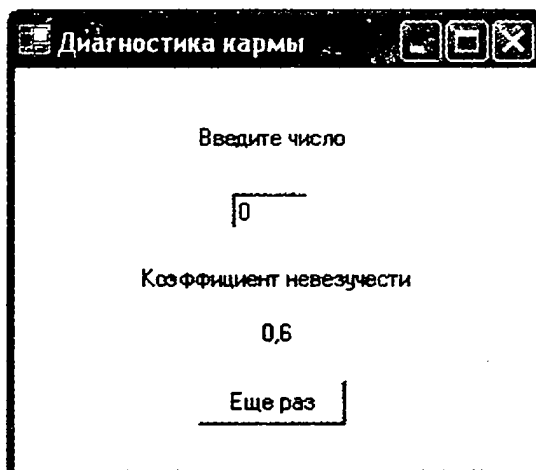 Диагностика кармы
Введите число
0
Коэффициент невезучести
0,6
Еще раз